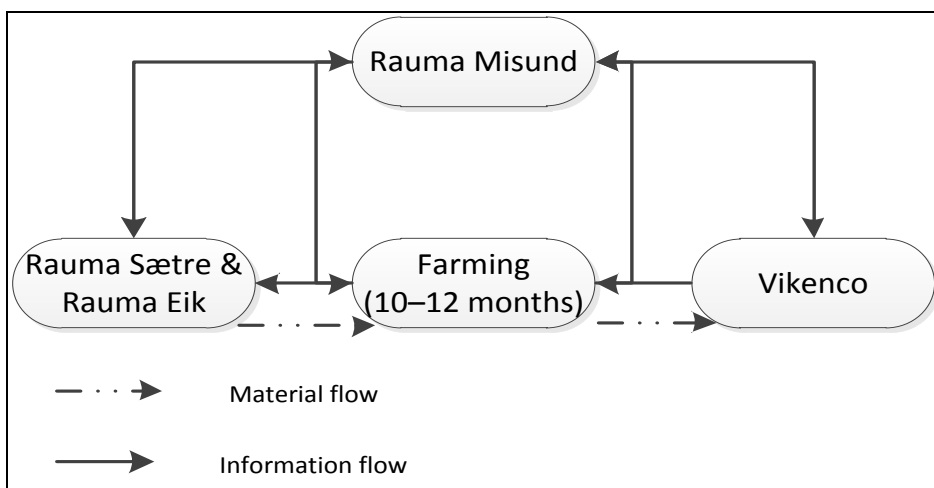 Rauma Misund
Rauma Sætre &
Rauma Eik
Farming
(10–12 months)
Vikenco
Material flow
Information flow